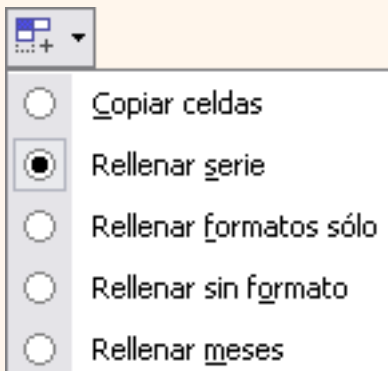 Copiar celdas
Rellenar serie
Rellenar formatos sólo
Rellenar sin formato
Rellenar meses